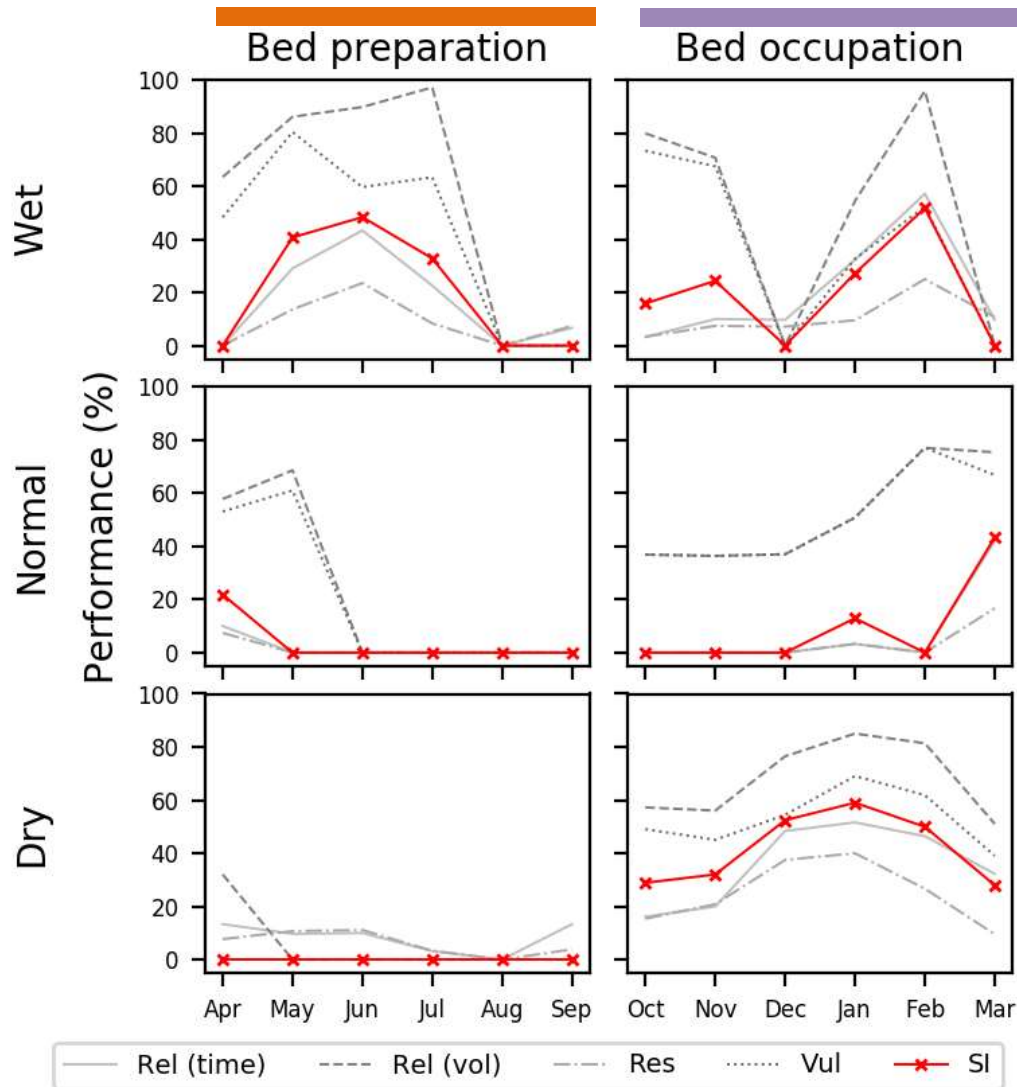 Bed preparation
Bed occupation
Performance (%)
Wet
100
80
60
40
20
0
Normal
100
80
60
40
20
0
Dry
100
80
60
40
20
0
Apr May Jun Jul Aug Sep
Oct Nov Dec Jan Feb Mar
Rel (time) Rel (vol) Res Vul SI